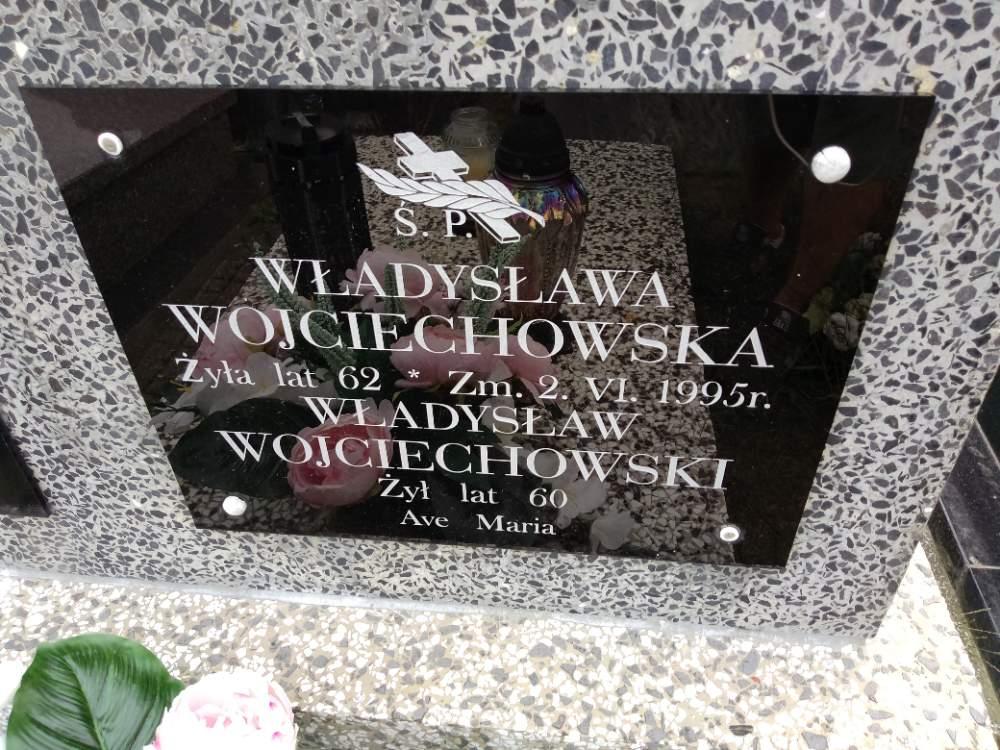 Ś. P.
WŁADYSŁAWA
WOJCIECHOWSKA
Żyła lat 62 * Zm. 2. VI. 1995r.
WŁADYSŁAW
WOJCIECHOWSKI
Żył lat 60
Ave Maria